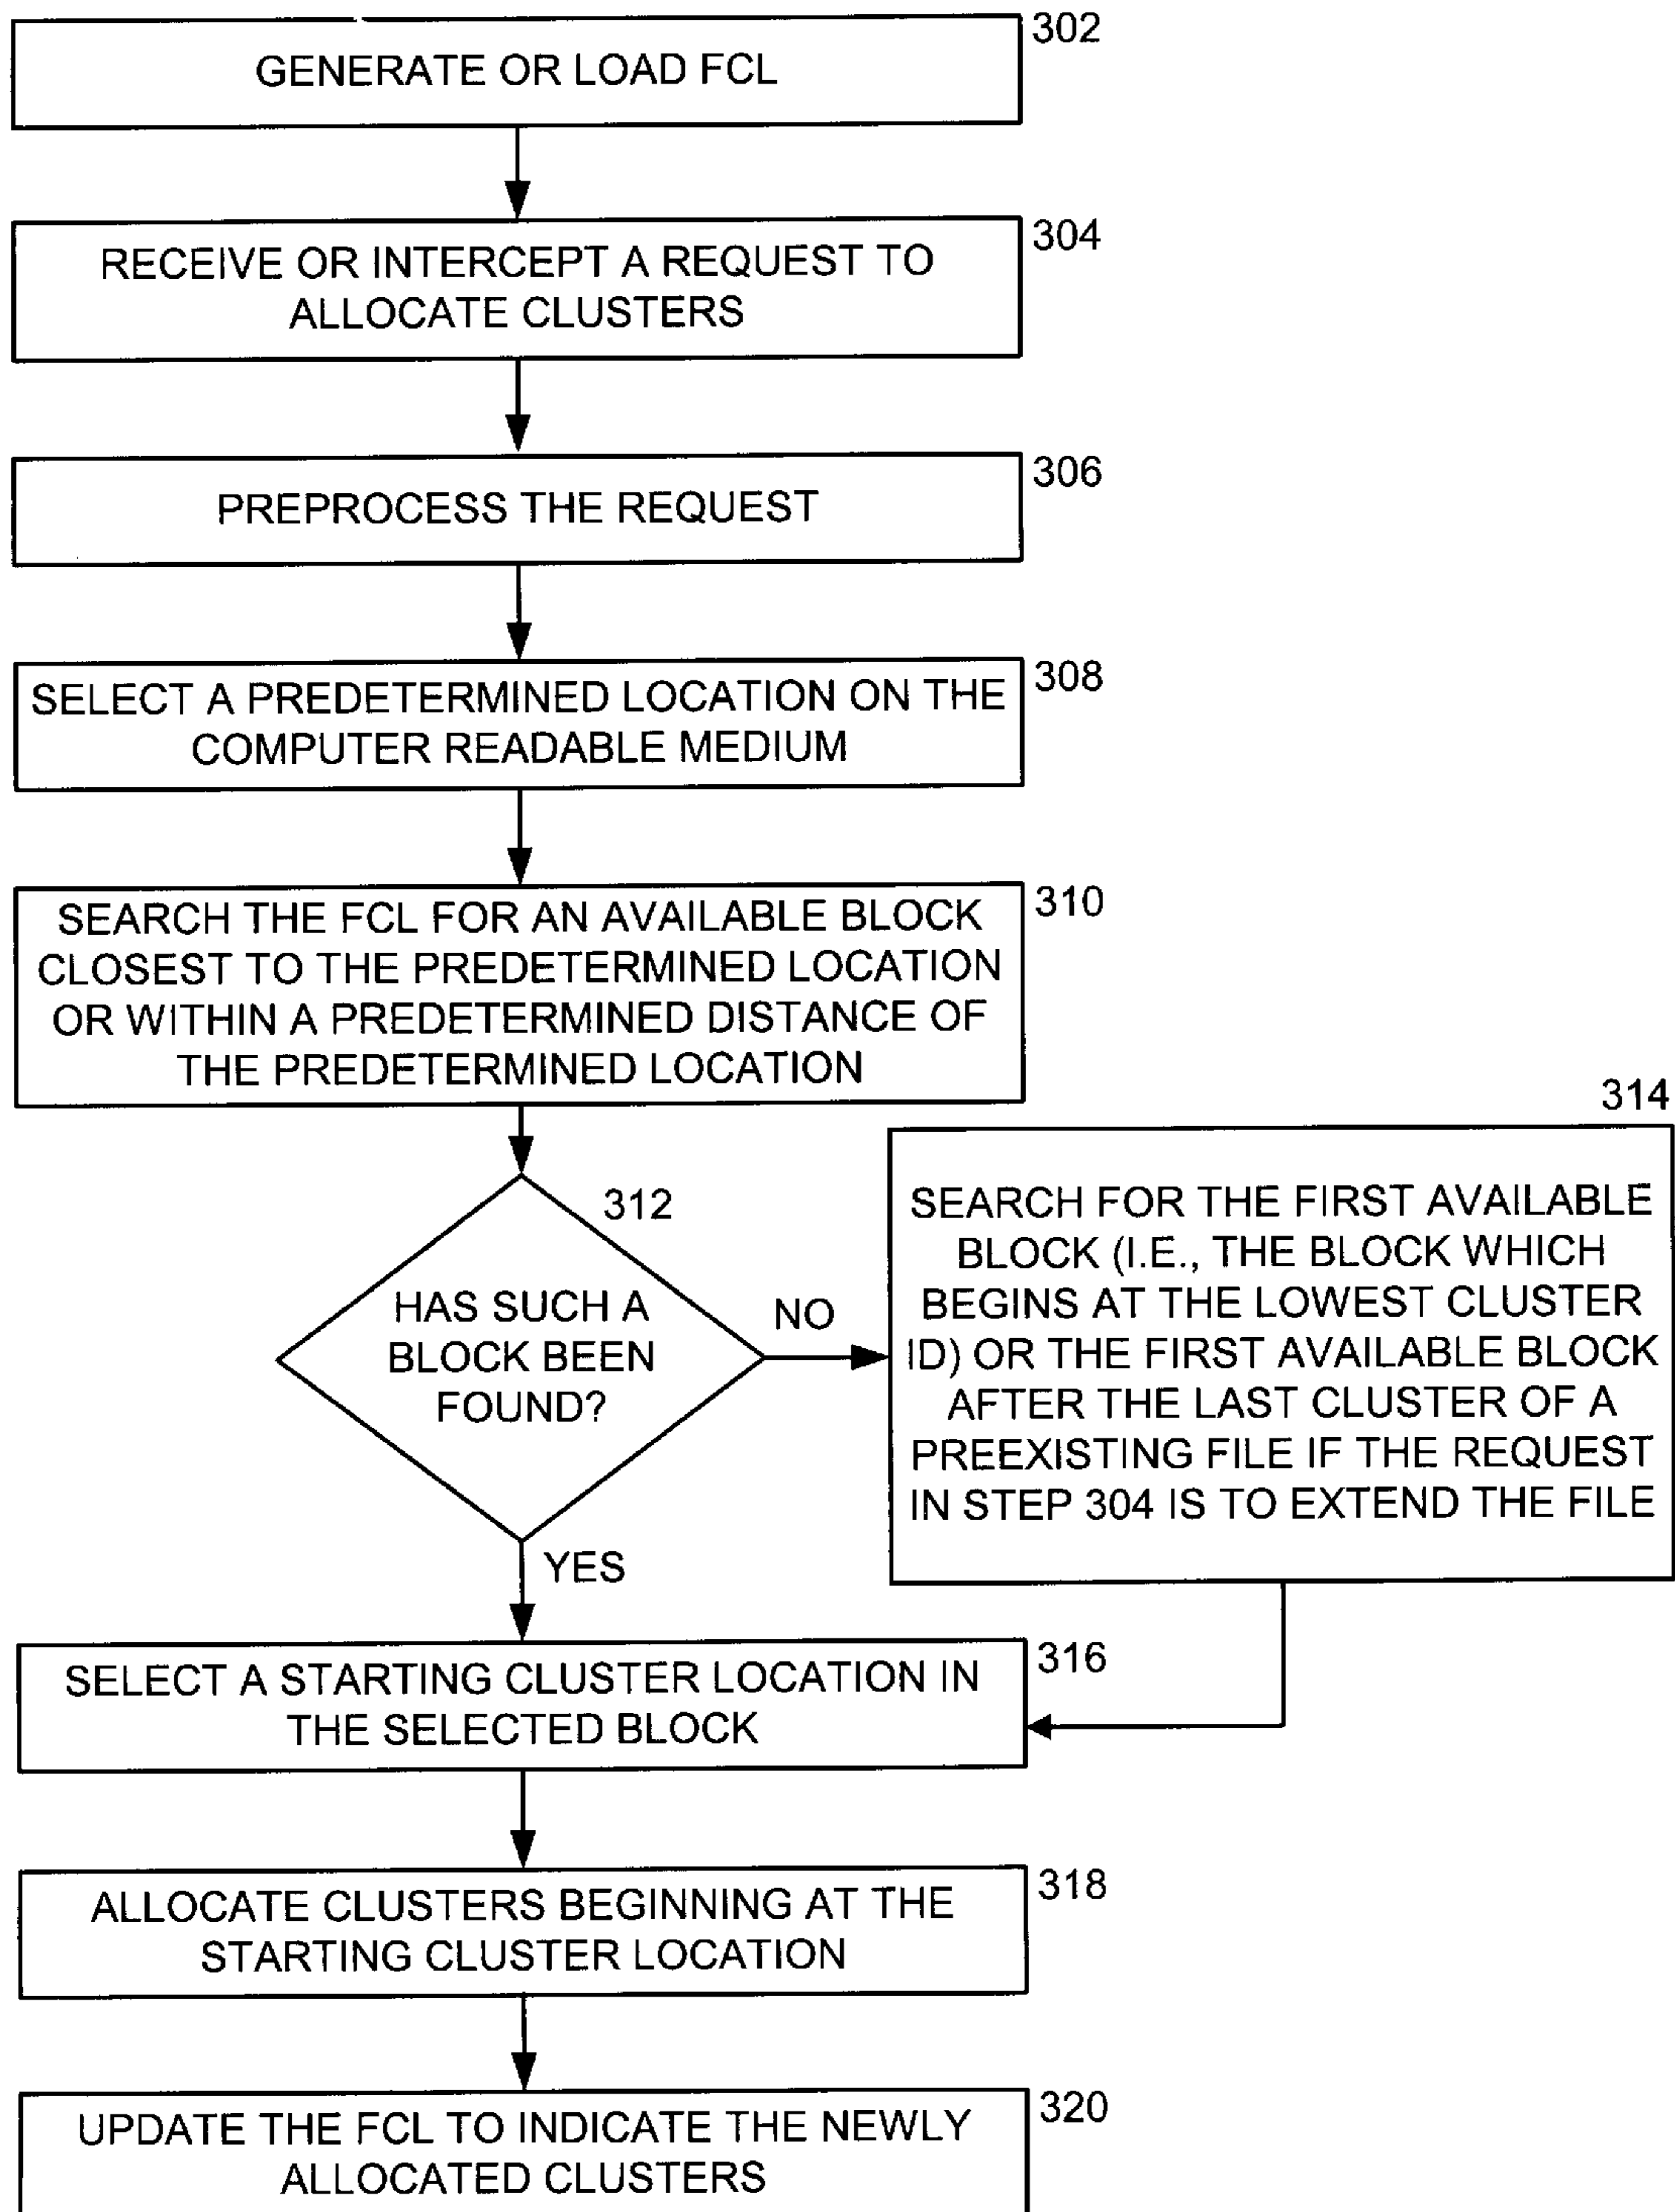 302
GENERATE OR LOAD FCL
304
RECEIVE OR INTERCEPT A REQUEST TO
ALLOCATE CLUSTERS
306
PREPROCESS THE REQUEST
308
SELECT A PREDETERMINED LOCATION ON THE
COMPUTER READABLE MEDIUM
310
SEARCH THE FCL FOR AN AVAILABLE BLOCK
CLOSEST TO THE PREDETERMINED LOCATION
OR WITHIN A PREDETERMINED DISTANCE OF
THE PREDETERMINED LOCATION
312
HAS SUCH A
BLOCK BEEN
FOUND?
NO
314
SEARCH FOR THE FIRST AVAILABLE
BLOCK (I.E., THE BLOCK WHICH
BEGINS AT THE LOWEST CLUSTER
ID) OR THE FIRST AVAILABLE BLOCK
AFTER THE LAST CLUSTER OF A
PREEXISTING FILE IF THE REQUEST
IN STEP 304 IS TO EXTEND THE FILE
YES
316
SELECT A STARTING CLUSTER LOCATION IN
THE SELECTED BLOCK
318
ALLOCATE CLUSTERS BEGINNING AT THE
STARTING CLUSTER LOCATION
320
UPDATE THE FCL TO INDICATE THE NEWLY
ALLOCATED CLUSTERS